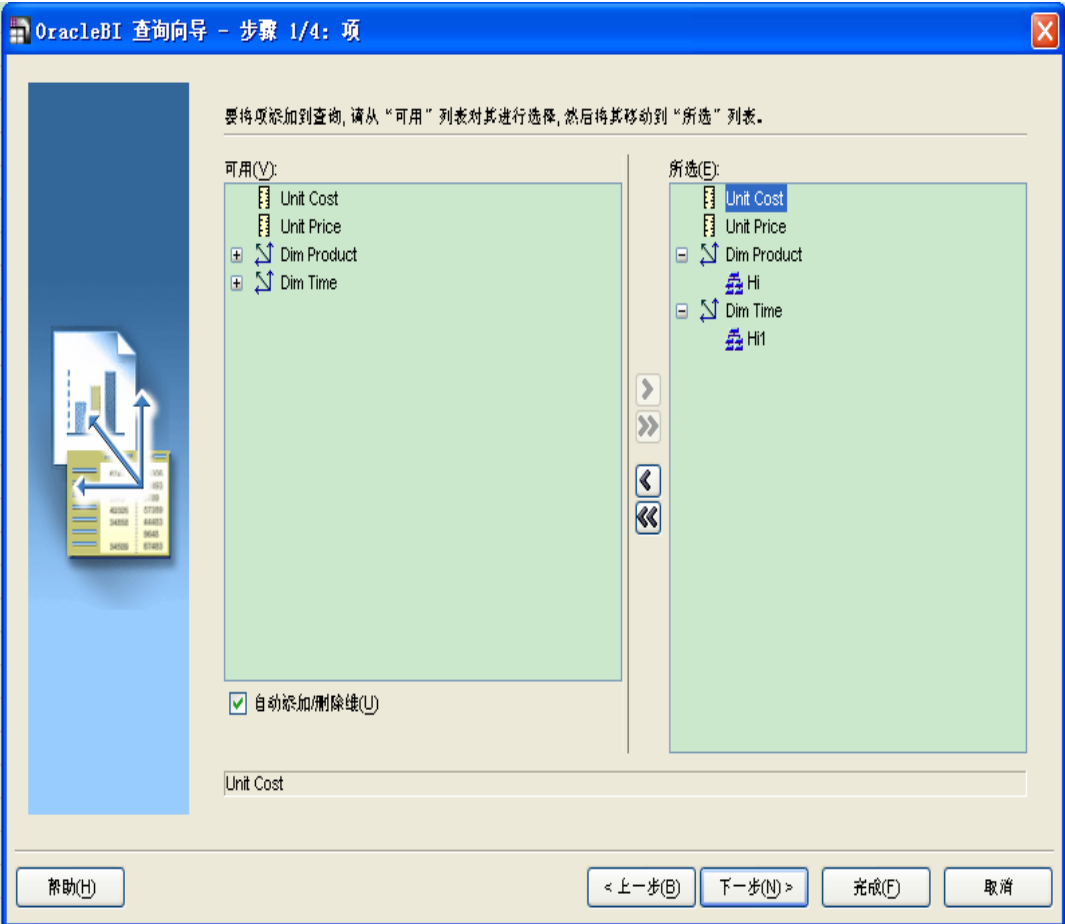 OracleBI 查询向导 - 步骤 1/4: 项
要将项添加到查询, 请从 "可用" 列表对其进行选择, 然后将其移动到 "所选" 列表。
可用(V):
Unit Cost
Unit Price
Dim Product
Dim Time
自动添加/删除维(U)
所选(E):
Unit Cost
Unit Price
Dim Product
Hi
Dim Time
Hi1
Unit Cost
帮助(H)
< 上一步(B)
下一步(N) >
完成(F)
取消